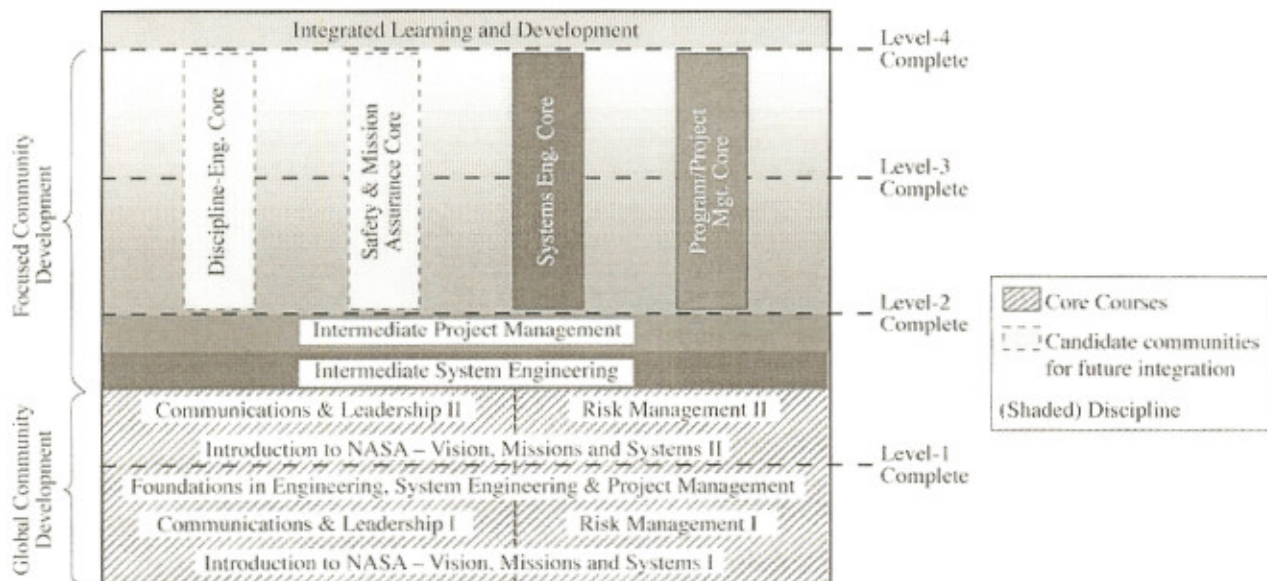 Integrated Learning and Development
Level-4
Complete
Focused Community
Development
Discipline-Eng. Core
Safety & Mission
Assurance Core
Systems Eng. Core
Program/Project
Mgt. Core
Level-3
Complete
Level-2
Complete
Intermediate Project Management
Intermediate System Engineering
Core Courses
Candidate communities
for future integration
(Shaded) Discipline
Global Community
Development
Communications & Leadership II
Risk Management II
Introduction to NASA – Vision, Missions and Systems II
Level-1
Complete
Foundations in Engineering, System Engineering & Project Management
Communications & Leadership I
Risk Management I
Introduction to NASA – Vision, Missions and Systems I